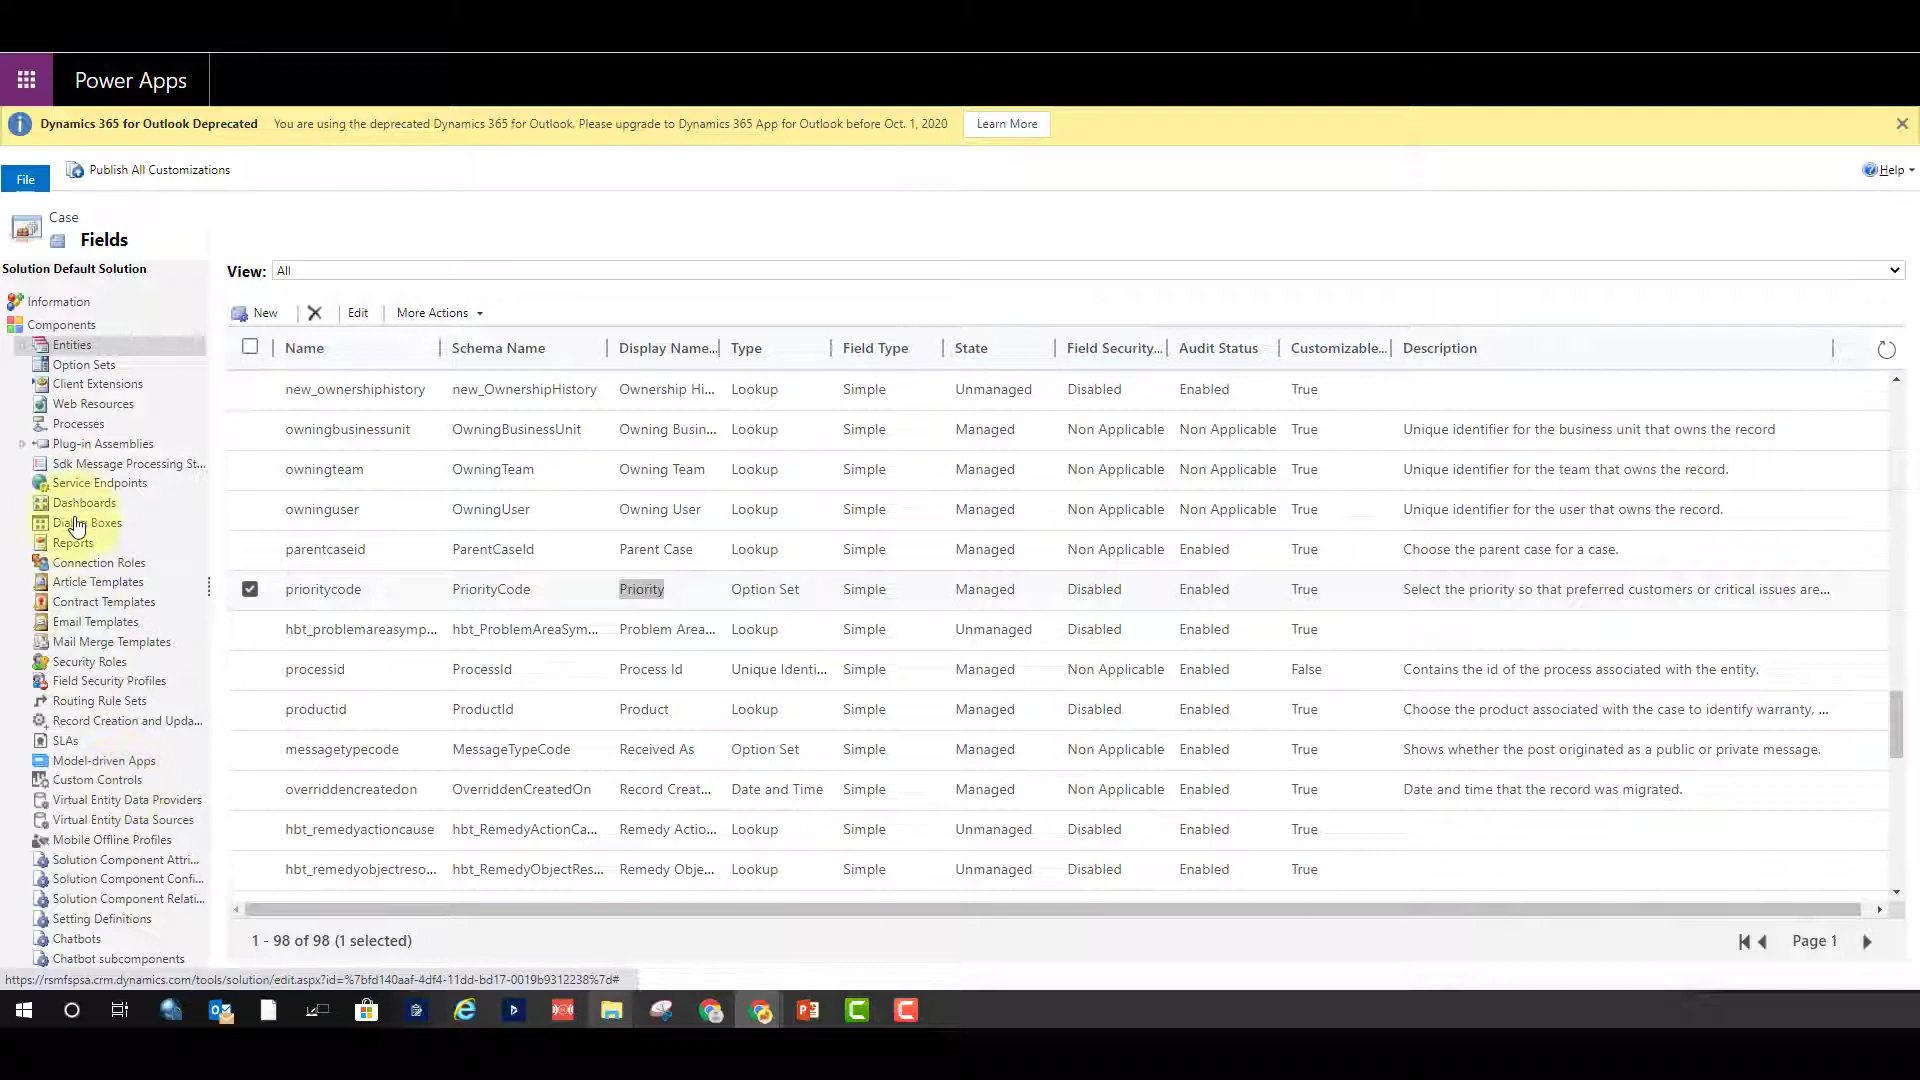 Power Apps
Dynamics 365 for Outlook Deprecated You are using the deprecated Dynamics 365 for Outlook. Please upgrade to Dynamics 365 App for Outlook before Oct. 1, 2020 Learn More
File Publish All Customizations Help
Case
Fields
Solution Default Solution
Information
Components
Entities
Option Sets
Client Extensions
Web Resources
Processes
Plug-in Assemblies
Sdk Message Processing St...
Service Endpoints
Dashboards
Dialog Boxes
Reports
Connection Roles
Article Templates
Contract Templates
Email Templates
Mail Merge Templates
Security Roles
Field Security Profiles
Routing Rule Sets
Record Creation and Upda...
SLAs
Model-driven Apps
Custom Controls
Virtual Entity Data Providers
Virtual Entity Data Sources
Mobile Offline Profiles
Solution Component Attri...
Solution Component Confi...
Solution Component Relati...
Setting Definitions
Chatbots
Chatbot subcomponents
View: All
New Edit More Actions
Name Schema Name Display Name... Type Field Type State Field Security... Audit Status Customizable... Description
new_ownershiphistory new_OwnershipHistory Ownership Hi... Lookup Simple Unmanaged Disabled Enabled True
owningbusinessunit OwningBusinessUnit Owning Busin... Lookup Simple Managed Non Applicable Non Applicable True Unique identifier for the business unit that owns the record
owningteam OwningTeam Owning Team Lookup Simple Managed Non Applicable Non Applicable True Unique identifier for the team that owns the record.
owninguser OwningUser Owning User Lookup Simple Managed Non Applicable Non Applicable True Unique identifier for the user that owns the record.
parentcaseid ParentCaseId Parent Case Lookup Simple Managed Non Applicable Enabled True Choose the parent case for a case.
prioritycode PriorityCode Priority Option Set Simple Managed Disabled Enabled True Select the priority so that preferred customers or critical issues are...
hbt_problemareasymp... hbt_ProblemAreaSym... Problem Area... Lookup Simple Unmanaged Disabled Enabled True
processid ProcessId Process Id Unique Identi... Simple Managed Non Applicable Enabled False Contains the id of the process associated with the entity.
productid ProductId Product Lookup Simple Managed Disabled Enabled True Choose the product associated with the case to identify warranty, ...
messagetypecode MessageTypeCode Received As Option Set Simple Managed Non Applicable Enabled True Shows whether the post originated as a public or private message.
overriddencreatedon OverriddenCreatedOn Record Creat... Date and Time Simple Managed Non Applicable Enabled True Date and time that the record was migrated.
hbt_remedyactioncause hbt_RemedyActionCa... Remedy Actio... Lookup Simple Unmanaged Disabled Enabled True
hbt_remedyobjectreso... hbt_RemedyObjectRes... Remedy Obje... Lookup Simple Unmanaged Disabled Enabled True
1 - 98 of 98 (1 selected) Page 1
https://rsmfspsa.crm.dynamics.com/tools/solution/edit.aspx?id=%7bfd140aaf-4df4-11dd-bd17-0019b9312238%7d#